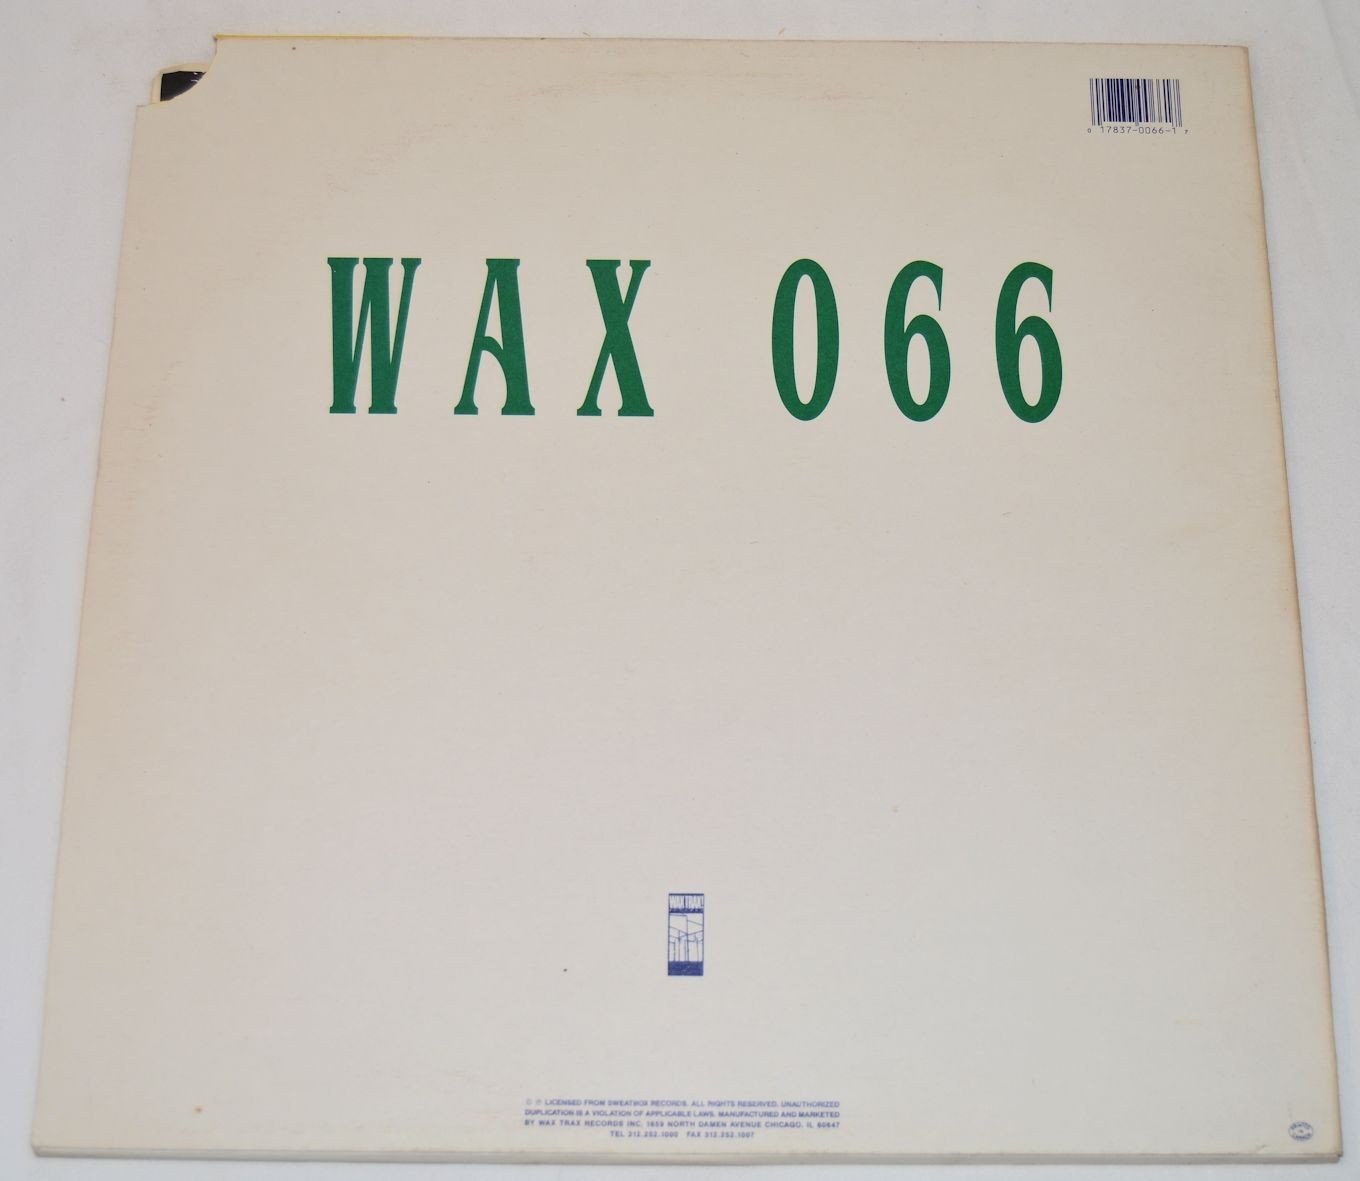 0 17837-0066-1 7
WAX 066
WAX TRAX!
© ℗ LICENSED FROM SWEATBOX RECORDS. ALL RIGHTS RESERVED. UNAUTHORIZED
DUPLICATION IS A VIOLATION OF APPLICABLE LAWS. MANUFACTURED AND MARKETED
BY WAX TRAX RECORDS INC. 1659 NORTH DAMEN AVENUE CHICAGO, IL 60647
TEL 312.252.1000 FAX 312.252.1007